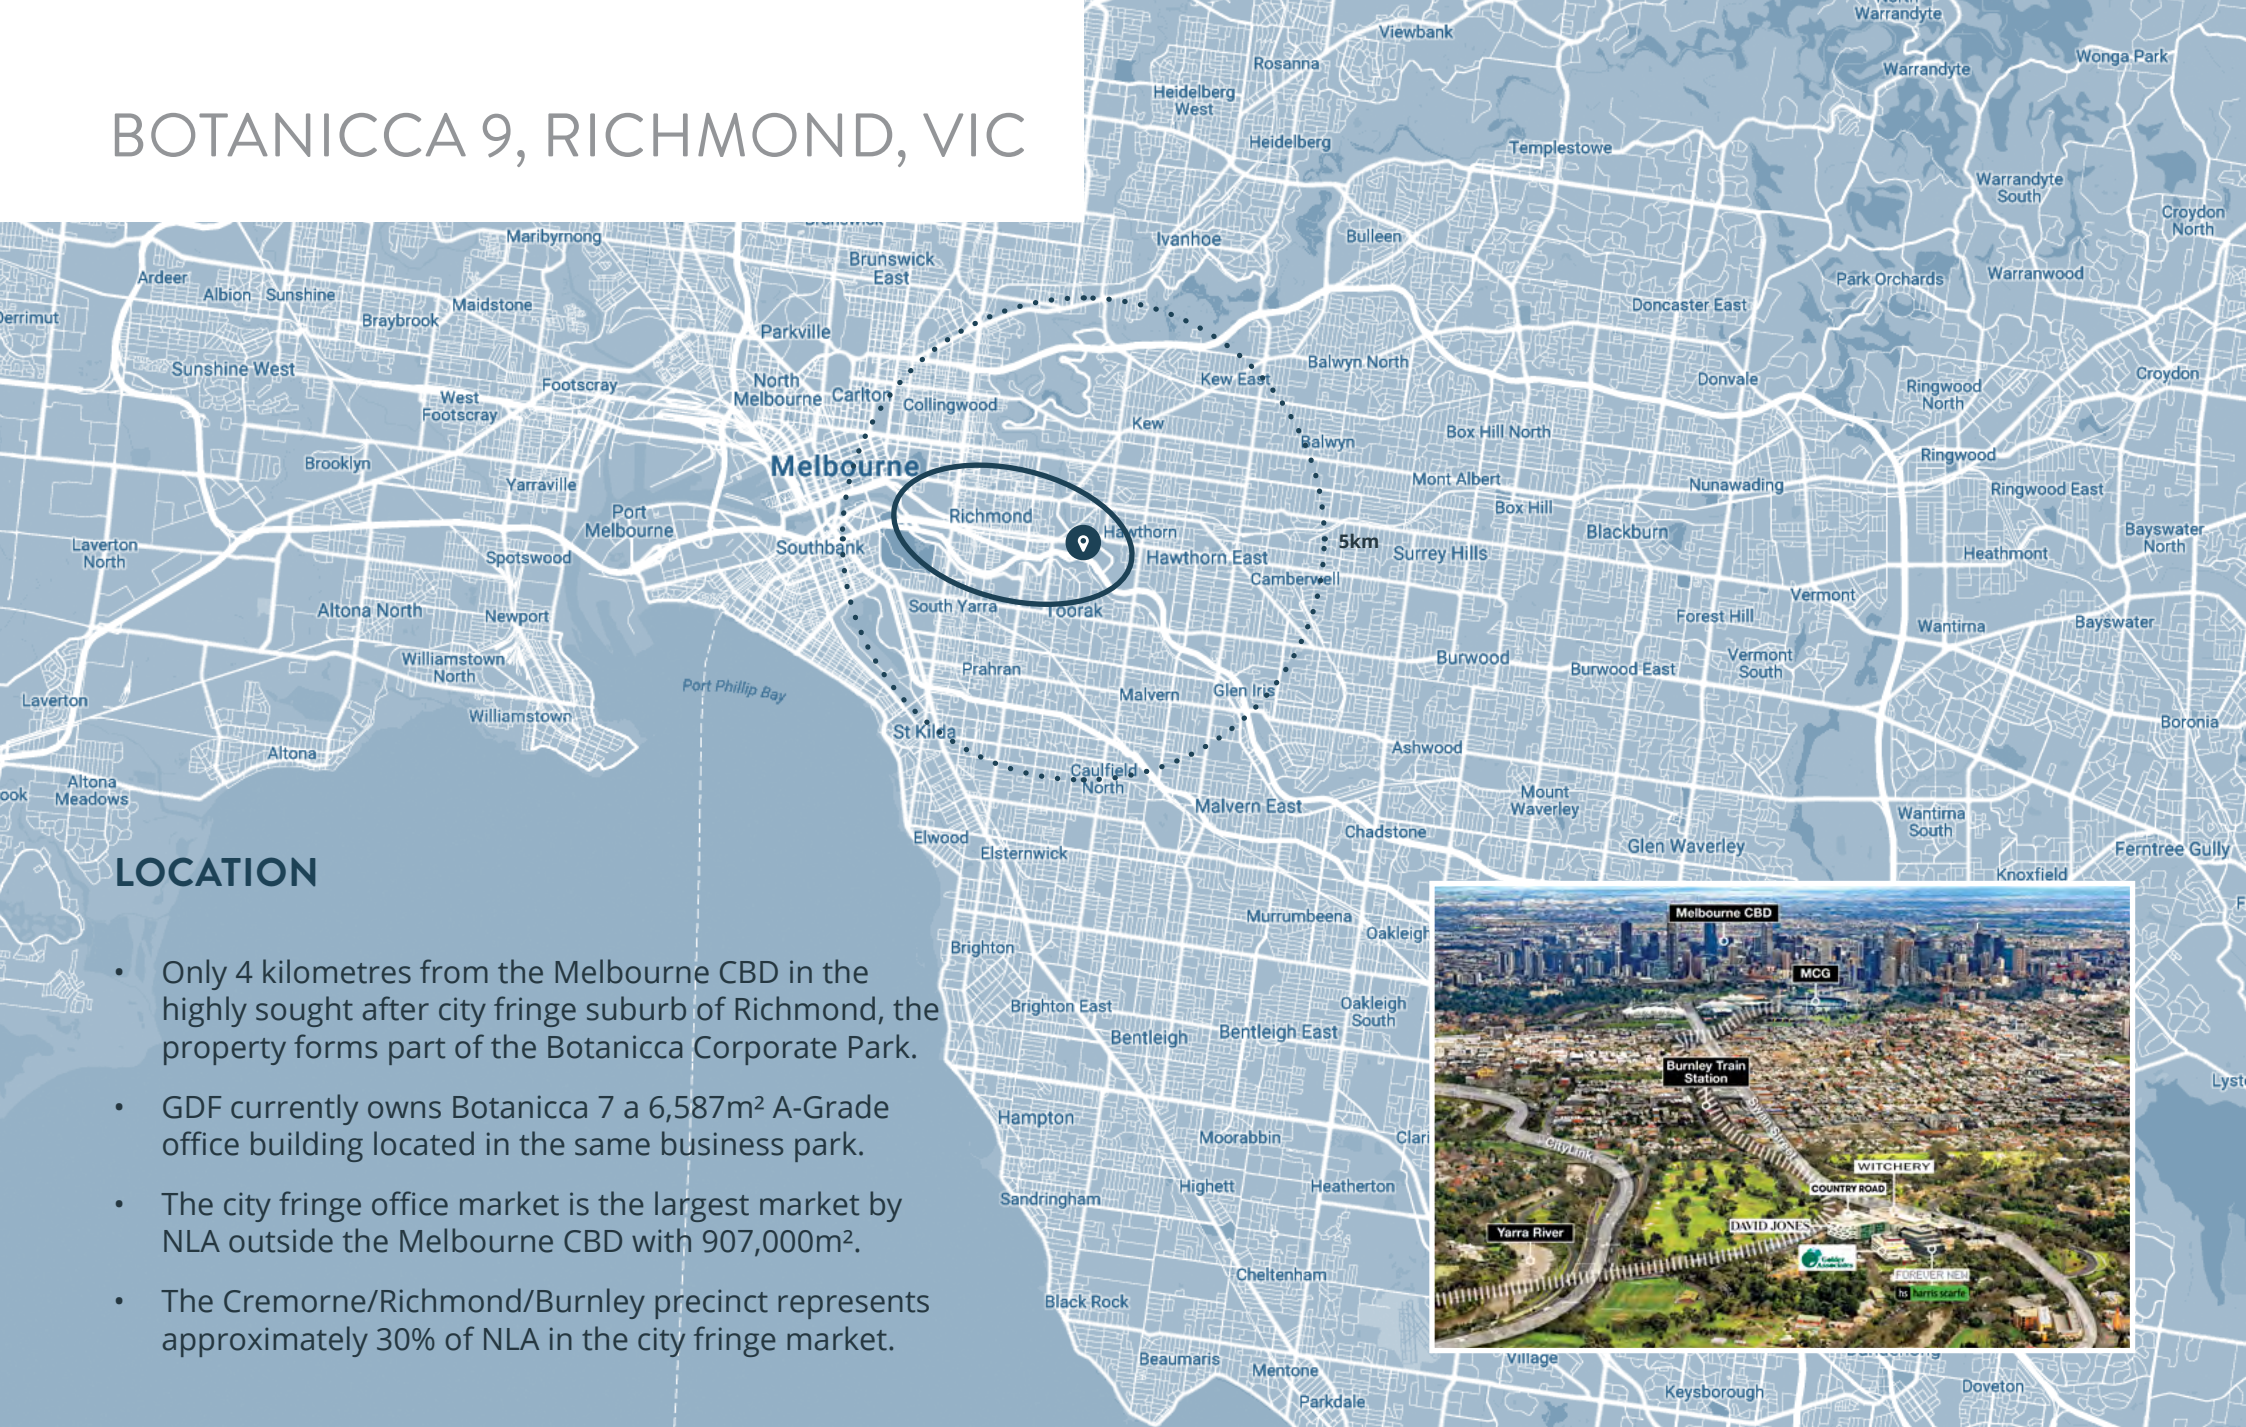 BOTANICCA 9, RICHMOND, VIC
Warrandyte
Viewbank
Wonga Park
Rosanna
Warrandyte
Heidelberg
West
Heidelberg
Templestowe
Warrandyte
South
Croydon
North
Maribyrnong
Ivanhoe
Bulleen
Brunswick
East
Ardeer
Albion
Sunshine
Maidstone
Park Orchards
Warranwood
Doncaster East
Braybrook
Parkville
Sunshine West
Balwyn North
Footscray
North
Melbourne
Carlton
Collingwood
Kew East
Donvale
Ringwood
North
Croydon
West
Footscray
Kew
Balwyn
Box Hill North
Brooklyn
Melbourne
Ringwood
Yarraville
Mont Albert
Nunawading
Ringwood East
Port
Melbourne
Richmond
Box Hill
Hawthorn
Blackburn
Bayswater
North
Laverton
North
Spotswood
Southbank
5km
Hawthorn East
Surrey Hills
Heathmont
Camberwell
Altona North
Newport
South Yarra
Toorak
Vermont
Forest Hill
Wantirna
Bayswater
Williamstown
North
Prahran
Burwood
Burwood East
Vermont
South
Port Phillip Bay
Malvern
Glen Iris
Laverton
Williamstown
St Kilda
Boronia
Altona
Ashwood
Caulfield
North
Altona
Meadows
Mount
Waverley
Malvern East
Wantirna
South
Elwood
Chadstone
Elsternwick
Glen Waverley
Ferntree Gully
Knoxfield
LOCATION
Murrumbeena
Oakleigh
Brighton
• Only 4 kilometres from the Melbourne CBD in the
highly sought after city fringe suburb of Richmond, the
property forms part of the Botanicca Corporate Park.
• GDF currently owns Botanicca 7 a 6,587m² A-Grade
office building located in the same business park.
• The city fringe office market is the largest market by
NLA outside the Melbourne CBD with 907,000m².
• The Cremorne/Richmond/Burnley precinct represents
approximately 30% of NLA in the city fringe market.
Brighton East
Oakleigh
South
Bentleigh
Bentleigh East
Hampton
Moorabbin
Sandringham
Highett
Heatherton
Cheltenham
Black Rock
Beaumaris
Mentone
Parkdale
Village
Keysborough
Doveton
Melbourne CBD
MCG
Burnley Train
Station
Swan Street
CityLink
WITCHERY
COUNTRY ROAD
DAVID JONES
Yarra River
Golder
Associates
FOREVER NEW
hs harris scarfe